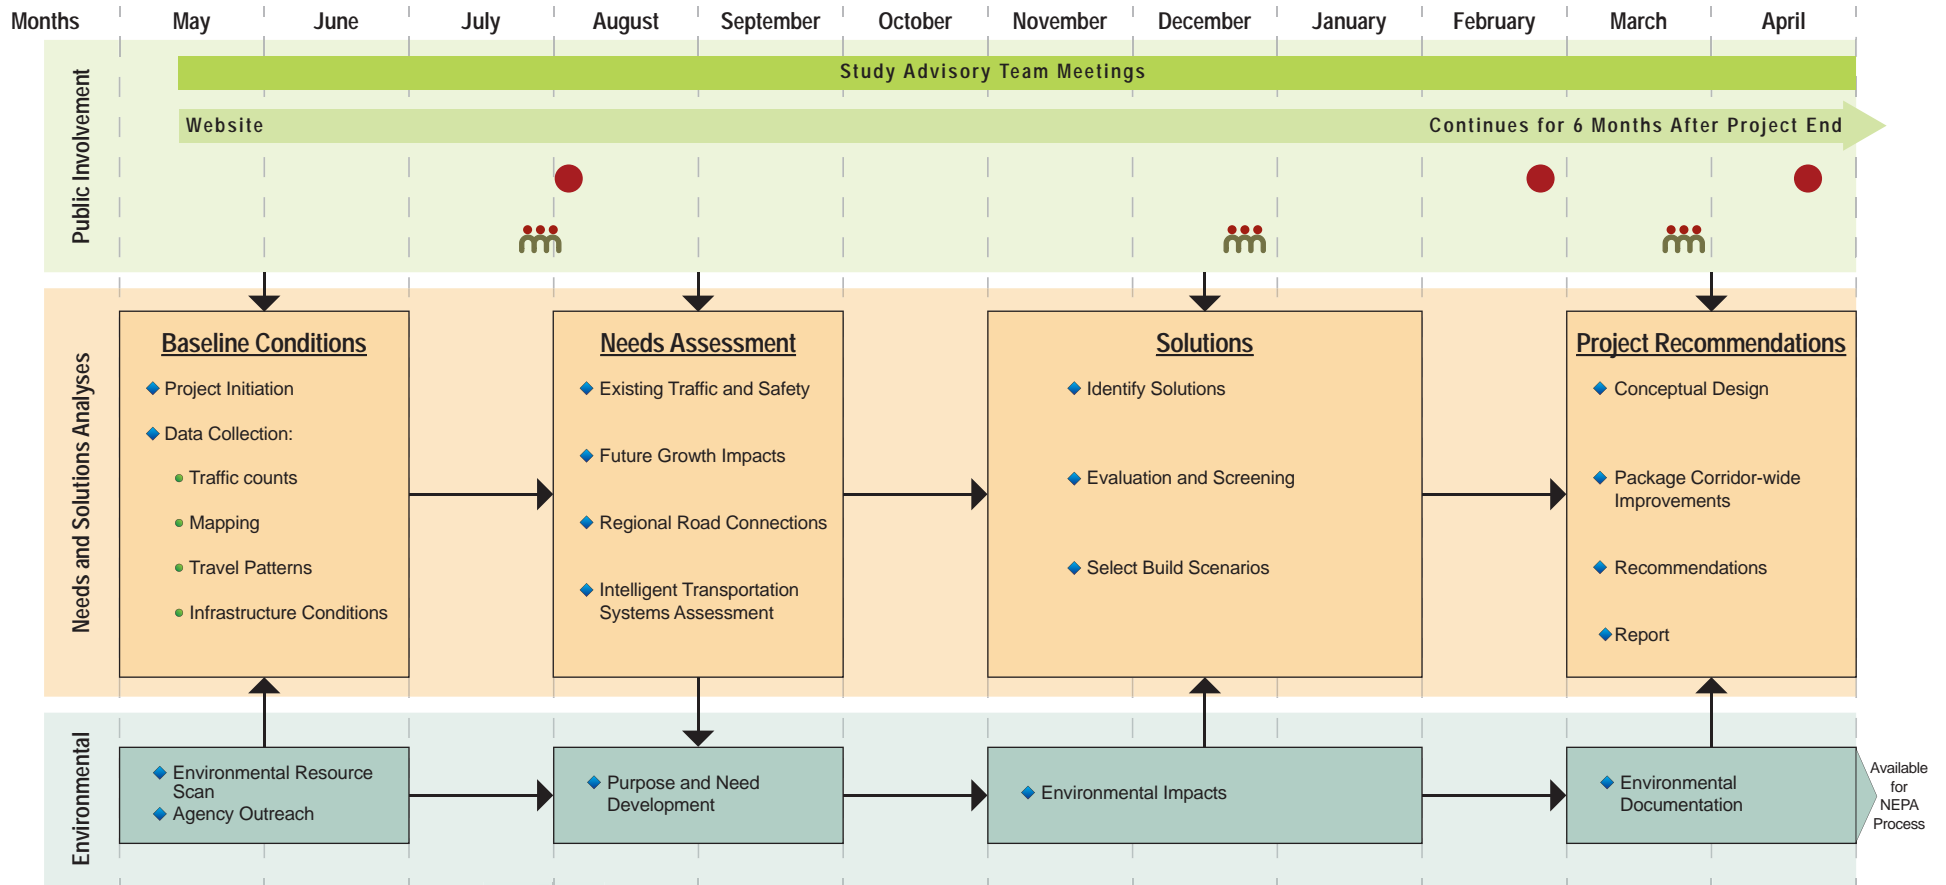 Months
May
June
July
August
September
October
November
December
January
February
March
April
Public Involvement
Study Advisory Team Meetings
Website
Continues for 6 Months After Project End
Needs and Solutions Analyses
Baseline Conditions
Project Initiation
Data Collection:
Traffic counts
Mapping
Travel Patterns
Infrastructure Conditions
Needs Assessment
Existing Traffic and Safety
Future Growth Impacts
Regional Road Connections
Intelligent Transportation
Systems Assessment
Solutions
Identify Solutions
Evaluation and Screening
Select Build Scenarios
Project Recommendations
Conceptual Design
Package Corridor-wide
Improvements
Recommendations
Report
Environmental
Environmental Resource
Scan
Agency Outreach
Purpose and Need
Development
Environmental Impacts
Environmental
Documentation
Available
for
NEPA
Process